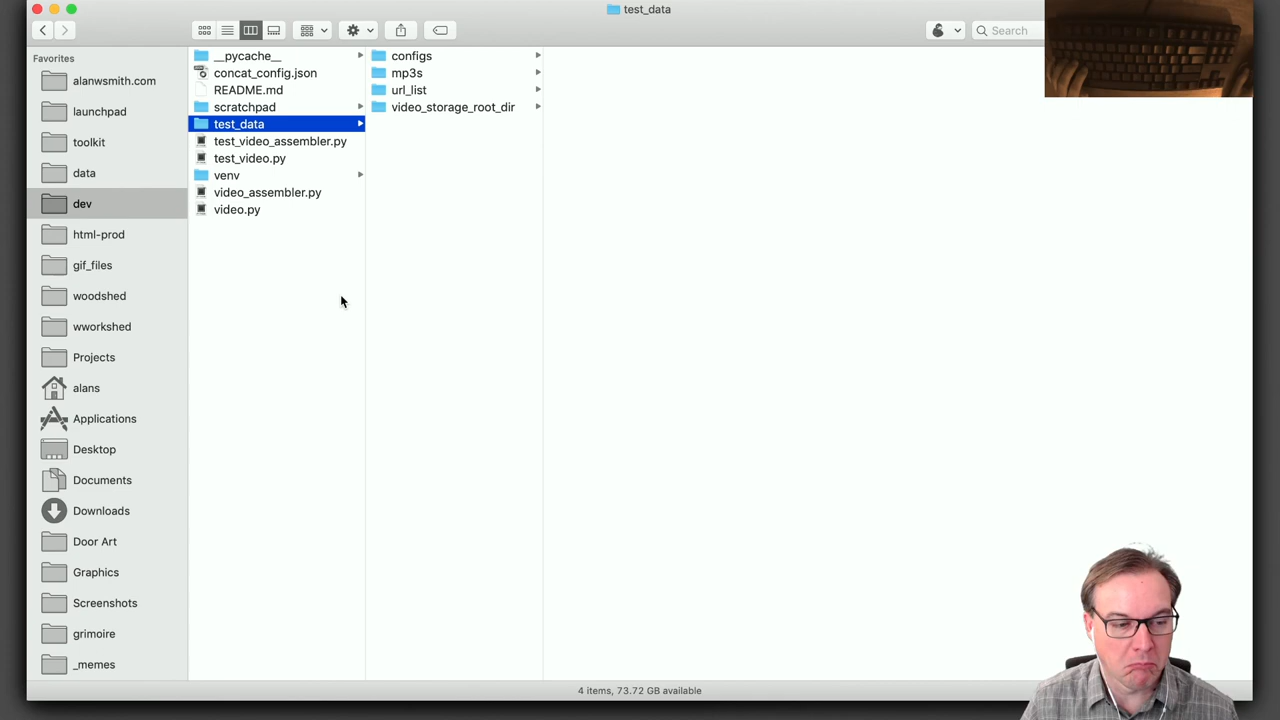 test_data
Search
Favorites
alanwsmith.com
launchpad
toolkit
data
dev
html-prod
gif_files
woodshed
wworkshed
Projects
alans
Applications
Desktop
Documents
Downloads
Door Art
Graphics
Screenshots
grimoire
_memes
__pycache__
concat_config.json
README.md
scratchpad
test_data
test_video_assembler.py
test_video.py
venv
video_assembler.py
video.py
configs
mp3s
url_list
video_storage_root_dir
4 items, 73.72 GB available